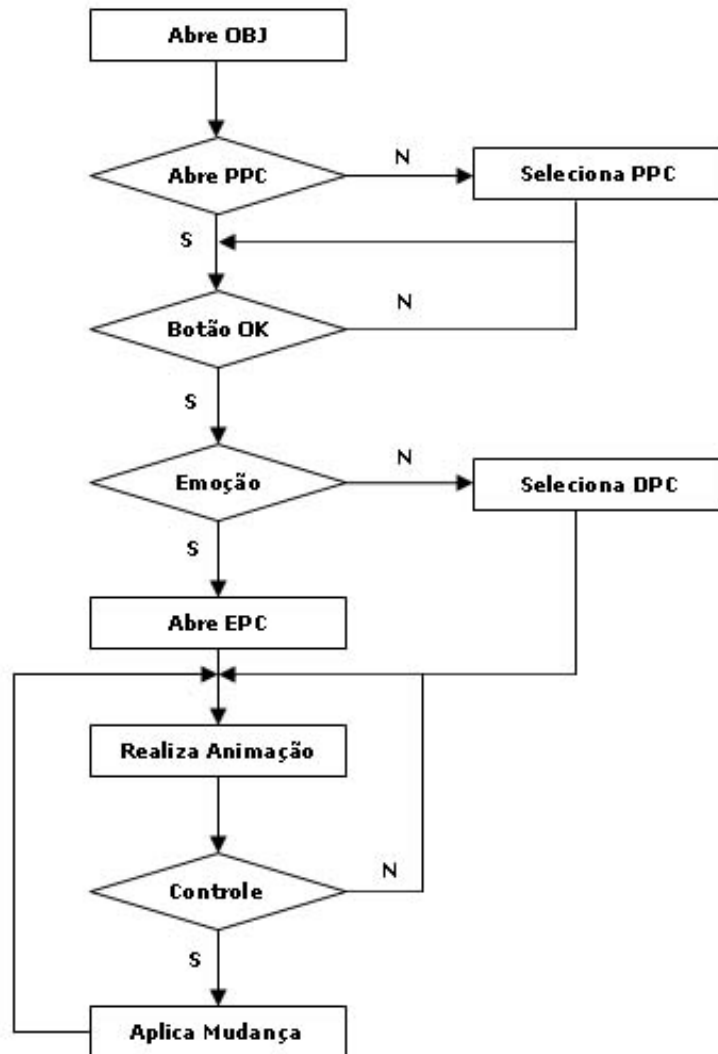 Abre OBJ
Abre PPC
N
Seleciona PPC
S
Botão OK
N
S
Emoção
N
Seleciona DPC
S
Abre EPC
Realiza Animação
Controle
N
S
Aplica Mudança